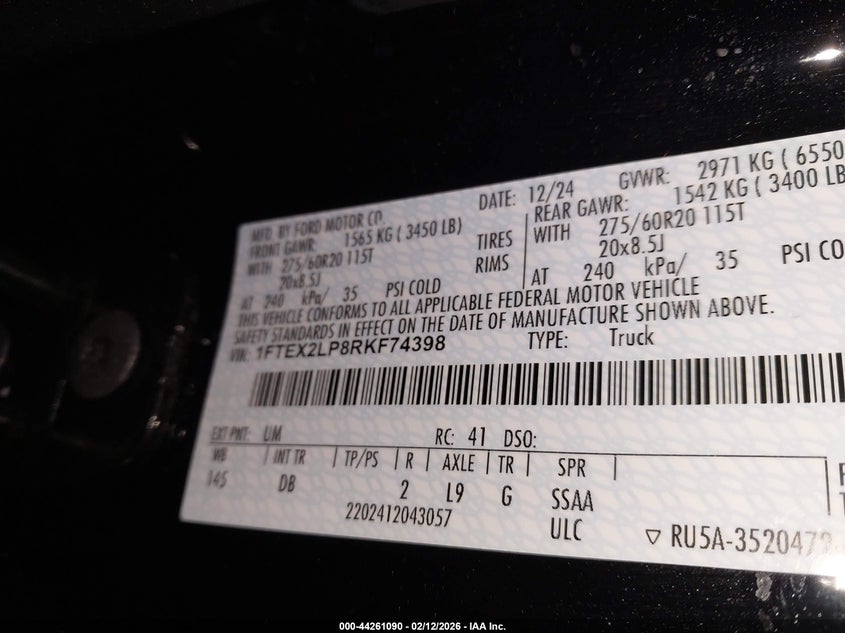 MFD. BY FORD MOTOR CO. DATE: 12/24 GVWR: 2971 KG ( 6550
FRONT GAWR: 1565 KG ( 3450 LB) REAR GAWR: 1542 KG ( 3400 LB
WITH 275/60R20 115T TIRES WITH 275/60R20 115T
20x8.5J RIMS 20x8.5J
AT 240 kPa/ 35 PSI COLD AT 240 kPa/ 35 PSI COL
THIS VEHICLE CONFORMS TO ALL APPLICABLE FEDERAL MOTOR VEHICLE
SAFETY STANDARDS IN EFFECT ON THE DATE OF MANUFACTURE SHOWN ABOVE.
VIN: 1FTEX2LP8RKF74398 TYPE: Truck
EXT PNT: UM RC: 41 DSO:
WB INT TR TP/PS R AXLE TR SPR
145 DB 2 L9 G SSAA
2202412043057 ULC
▽ RU5A-3520472
000-44261090 - 02/12/2026 - IAA Inc.